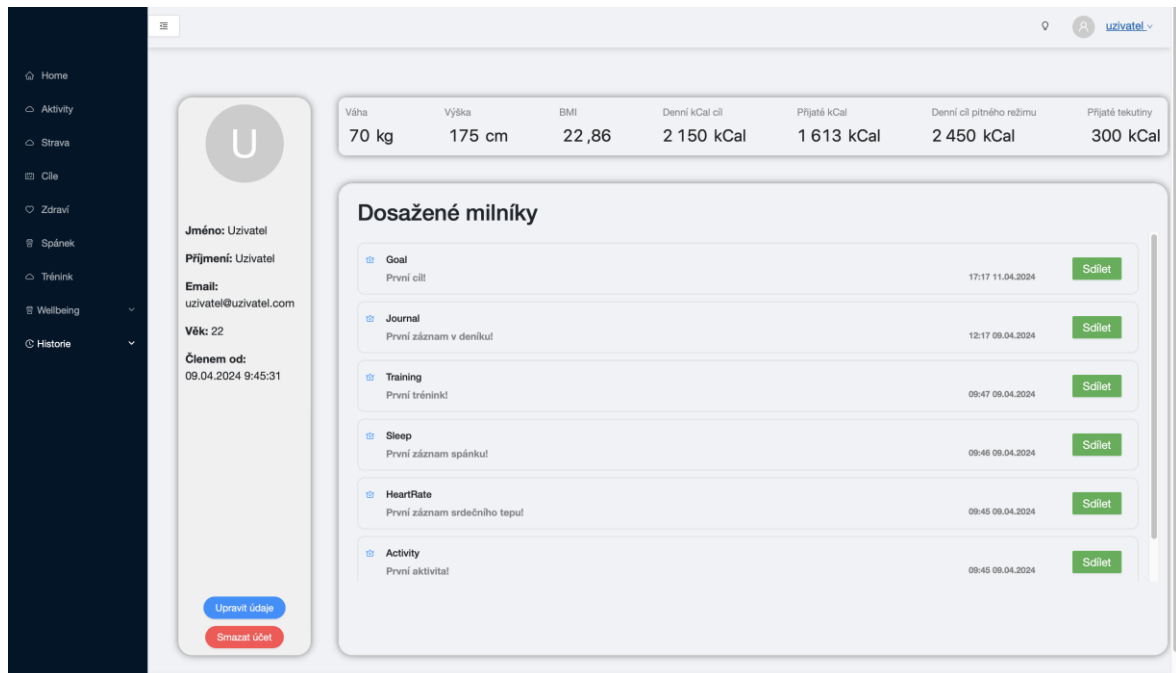 uzivatel
Home
Aktivity
Strava
Cíle
Zdraví
Spánek
Trénink
Wellbeing
Historie
U
Jméno: Uzivatel
Příjmení: Uzivatel
Email:
uzivatel@uzivatel.com
Věk: 22
Členem od:
09.04.2024 9:45:31
Upravit údaje
Smazat účet
Váha Výška BMI Denní kCal cíl Přijaté kCal Denní cíl pitného režimu Přijaté tekutiny
70 kg 175 cm 22,86 2 150 kCal 1 613 kCal 2 450 kCal 300 kCal
Dosažené milníky
Goal
První cíl! 17:17 11.04.2024 Sdílet
Journal
První záznam v deníku! 12:17 09.04.2024 Sdílet
Training
První trénink! 09:47 09.04.2024 Sdílet
Sleep
První záznam spánku! 09:46 09.04.2024 Sdílet
HeartRate
První záznam srdečního tepu! 09:45 09.04.2024 Sdílet
Activity
První aktivita! 09:45 09.04.2024 Sdílet